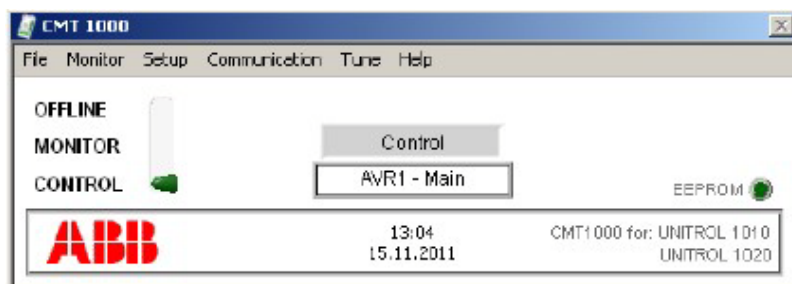 CMT 1000
File Monitor Setup Communication Tune Help
OFFLINE
MONITOR
CONTROL
Control
AVR1 - Main
EEPROM
ABB
13:04
15.11.2011
CMT1000 for: UNITROL 1010
UNITROL 1020